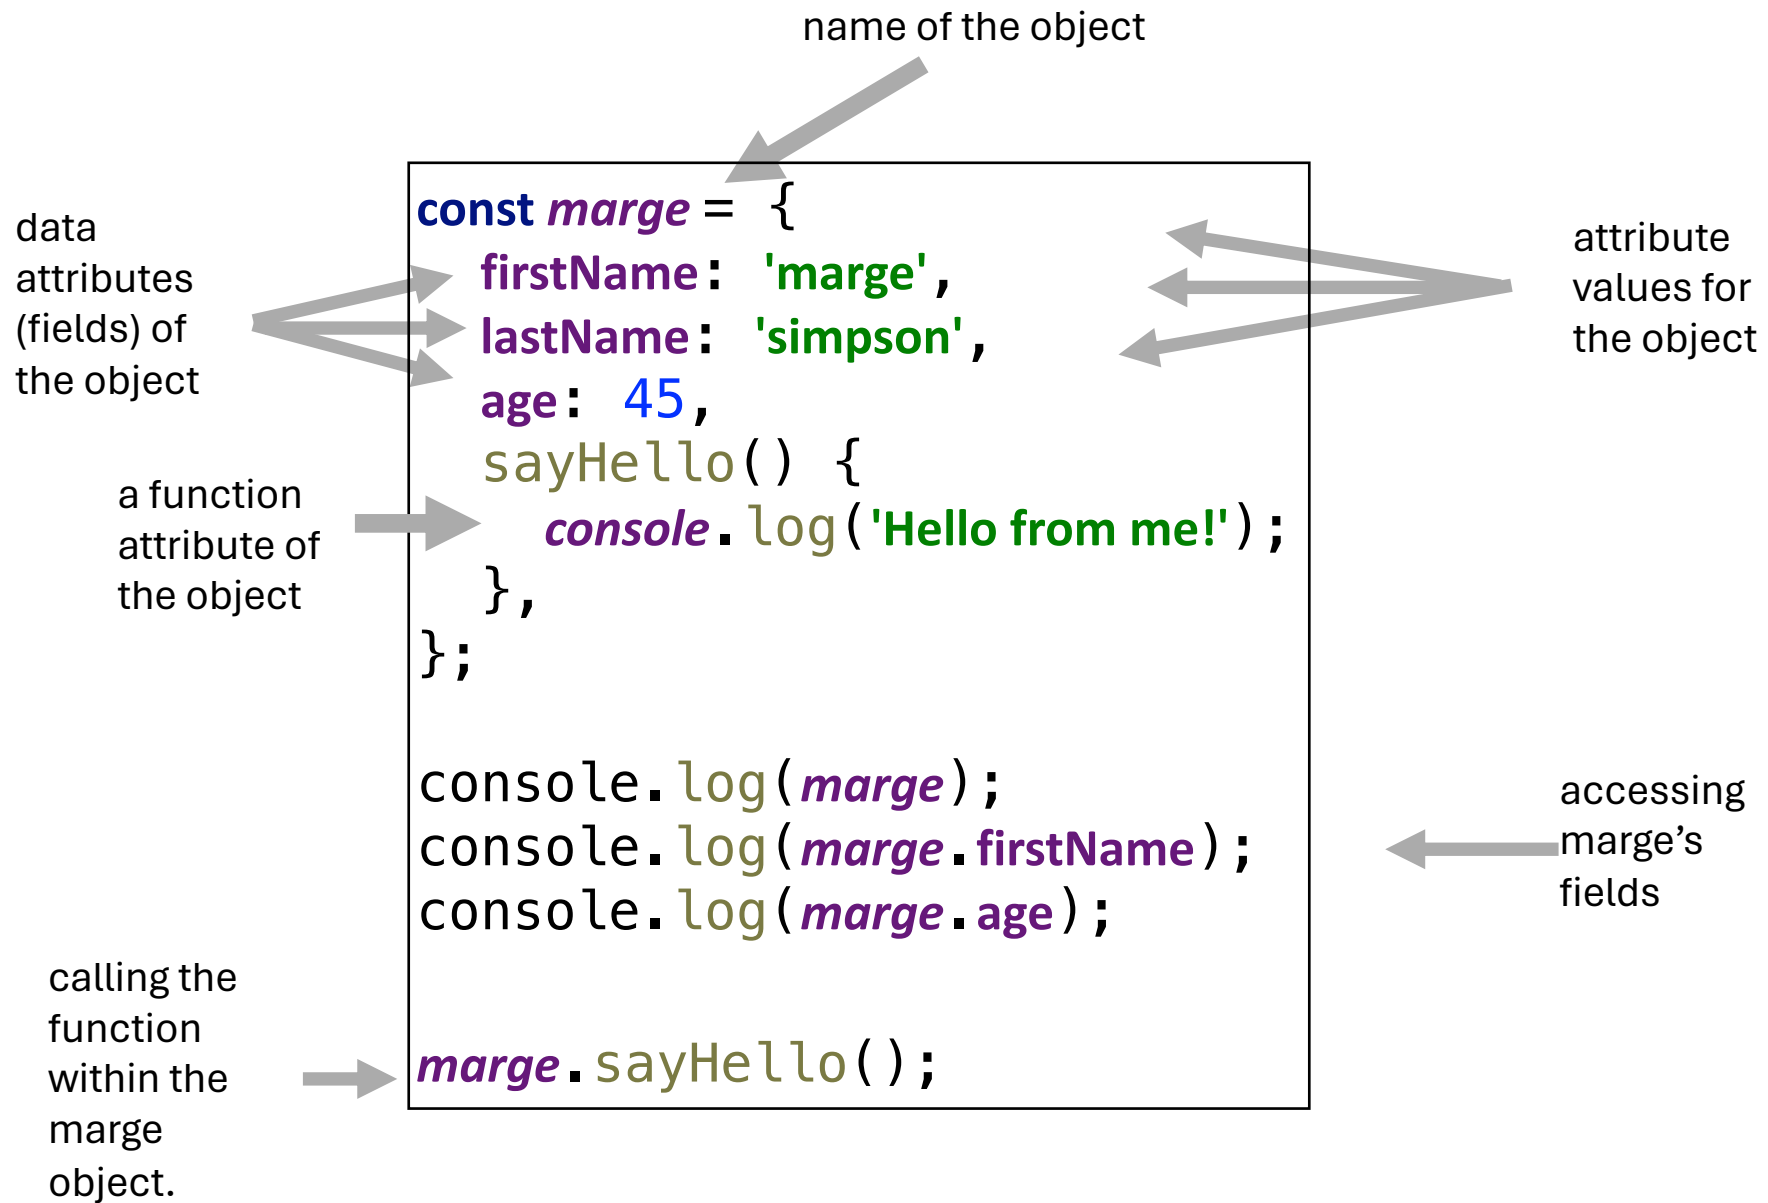 name of the object
data
attributes
(fields) of
the object
const marge = {
firstName: 'marge',
lastName: 'simpson',
age: 45,
sayHello() {
console.log('Hello from me!');
},
};
attribute
values for
the object
a function
attribute of
the object
console.log(marge);
console.log(marge.firstName);
console.log(marge.age);
accessing
marge’s
fields
calling the
function
within the
marge
object.
marge.sayHello();